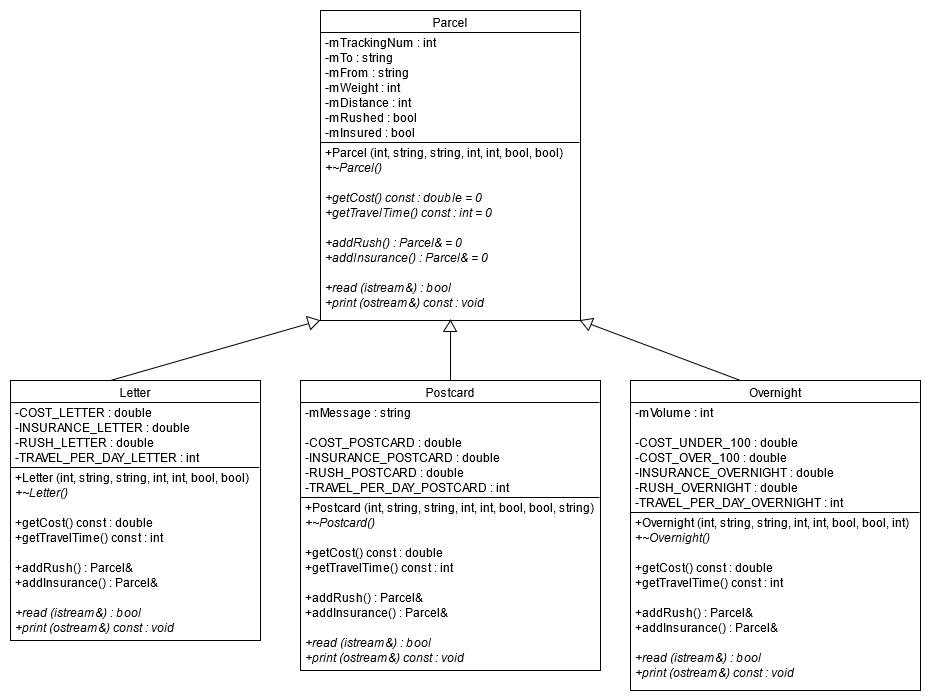 Parcel
-mTrackingNum : int
-mTo : string
-mFrom : string
-mWeight : int
-mDistance : int
-mRushed : bool
-mInsured : bool
+Parcel (int, string, string, int, int, bool, bool)
+~Parcel()
+getCost() const : double = 0
+getTravelTime() const : int = 0
+addRush() : Parcel& = 0
+addInsurance() : Parcel& = 0
+read (istream&) : bool
+print (ostream&) const : void
Letter
-COST_LETTER : double
-INSURANCE_LETTER : double
-RUSH_LETTER : double
-TRAVEL_PER_DAY_LETTER : int
+Letter (int, string, string, int, int, bool, bool)
+~Letter()
+getCost() const : double
+getTravelTime() const : int
+addRush() : Parcel&
+addInsurance() : Parcel&
+read (istream&) : bool
+print (ostream&) const : void
Postcard
-mMessage : string
-COST_POSTCARD : double
-INSURANCE_POSTCARD : double
-RUSH_POSTCARD : double
-TRAVEL_PER_DAY_POSTCARD : int
+Postcard (int, string, string, int, int, bool, bool, string)
+~Postcard()
+getCost() const : double
+getTravelTime() const : int
+addRush() : Parcel&
+addInsurance() : Parcel&
+read (istream&) : bool
+print (ostream&) const : void
Overnight
-mVolume : int
-COST_UNDER_100 : double
-COST_OVER_100 : double
-INSURANCE_OVERNIGHT : double
-RUSH_OVERNIGHT : double
-TRAVEL_PER_DAY_OVERNIGHT : int
+Overnight (int, string, string, int, int, bool, bool, int)
+~Overnight()
+getCost() const : double
+getTravelTime() const : int
+addRush() : Parcel&
+addInsurance() : Parcel&
+read (istream&) : bool
+print (ostream&) const : void